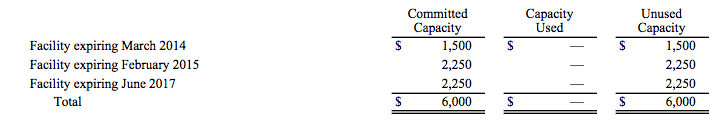 Committed Capacity Unused
Capacity Used Capacity
Facility expiring March 2014 $ 1,500 $ — $ 1,500
Facility expiring February 2015 2,250 — 2,250
Facility expiring June 2017 2,250 — 2,250
Total $ 6,000 $ — $ 6,000